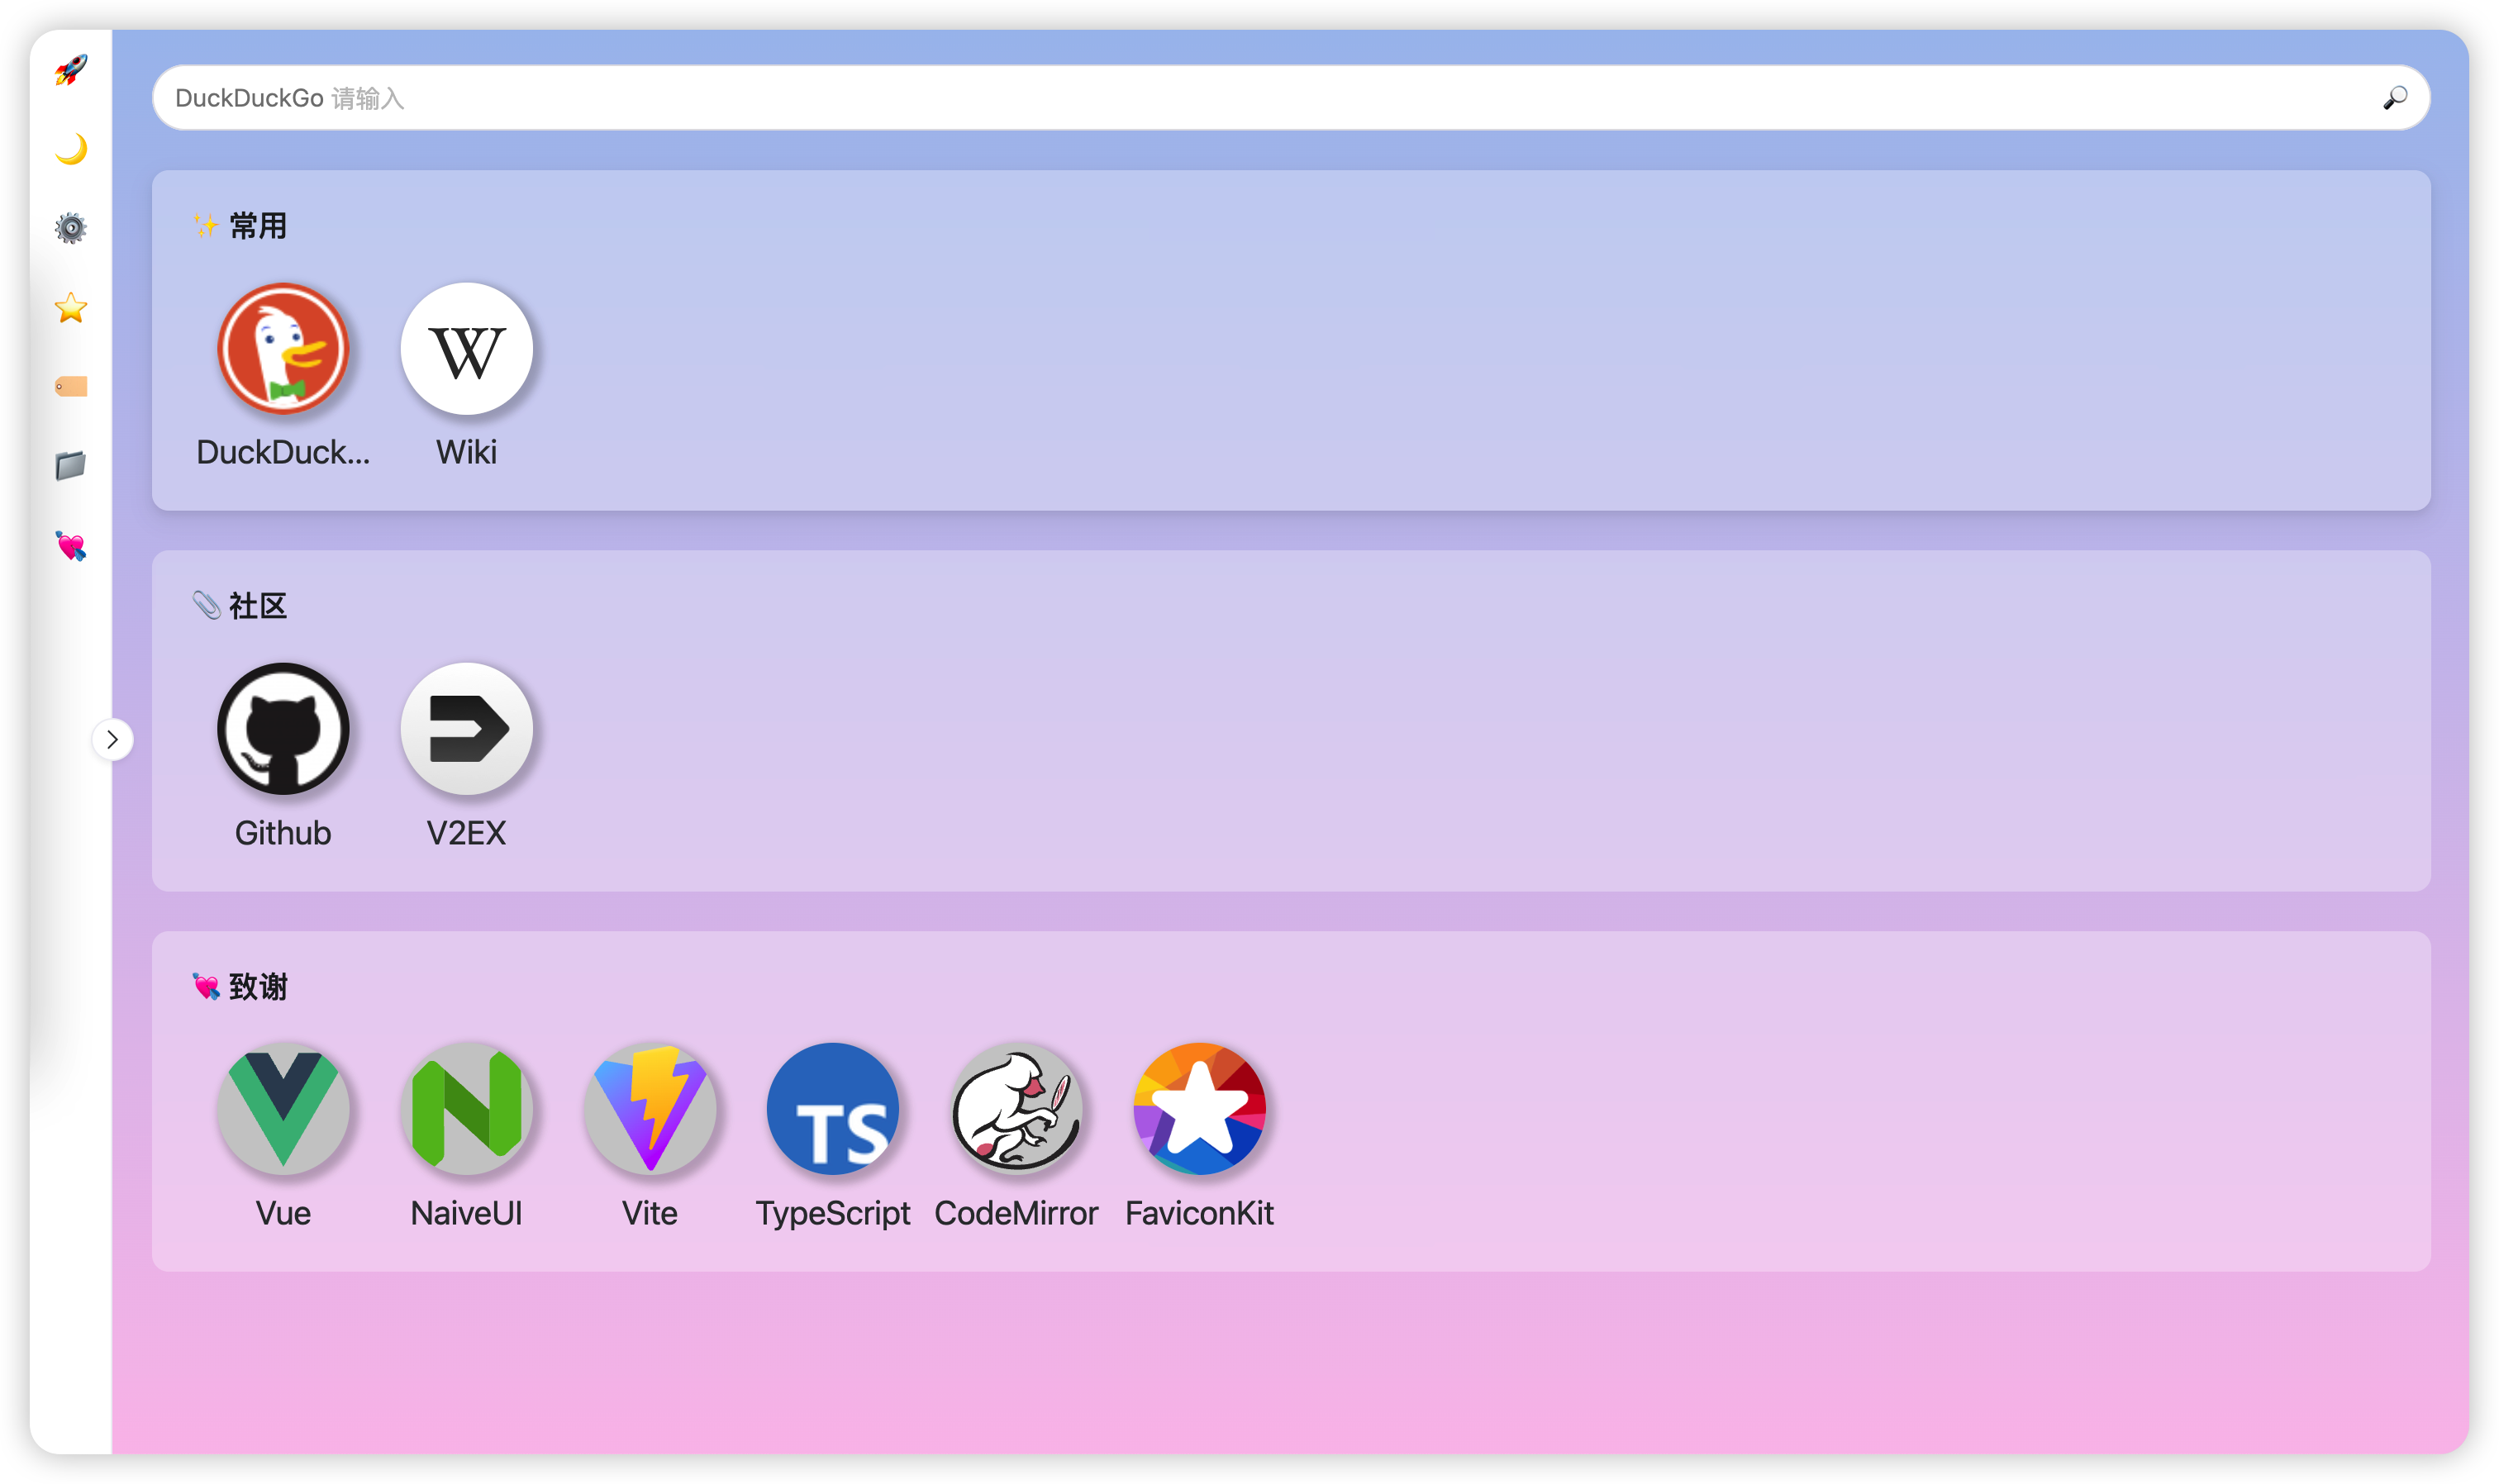 DuckDuckGo 请输入
✨ 常用
W
DuckDuck... Wiki
📎 社区
Github V2EX
💘 致谢
TS
Vue NaiveUI Vite TypeScript CodeMirror FaviconKit